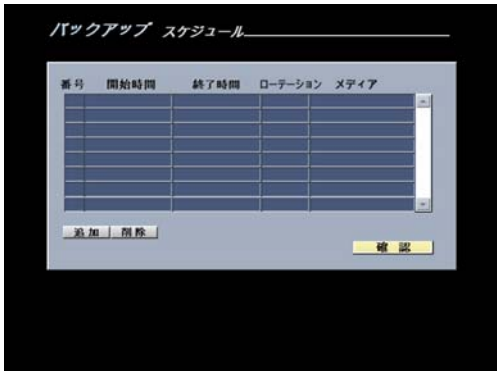 バックアップ スケジュール
番号 開始時間 終了時間 ローテーション メディア
追加 削除
確認